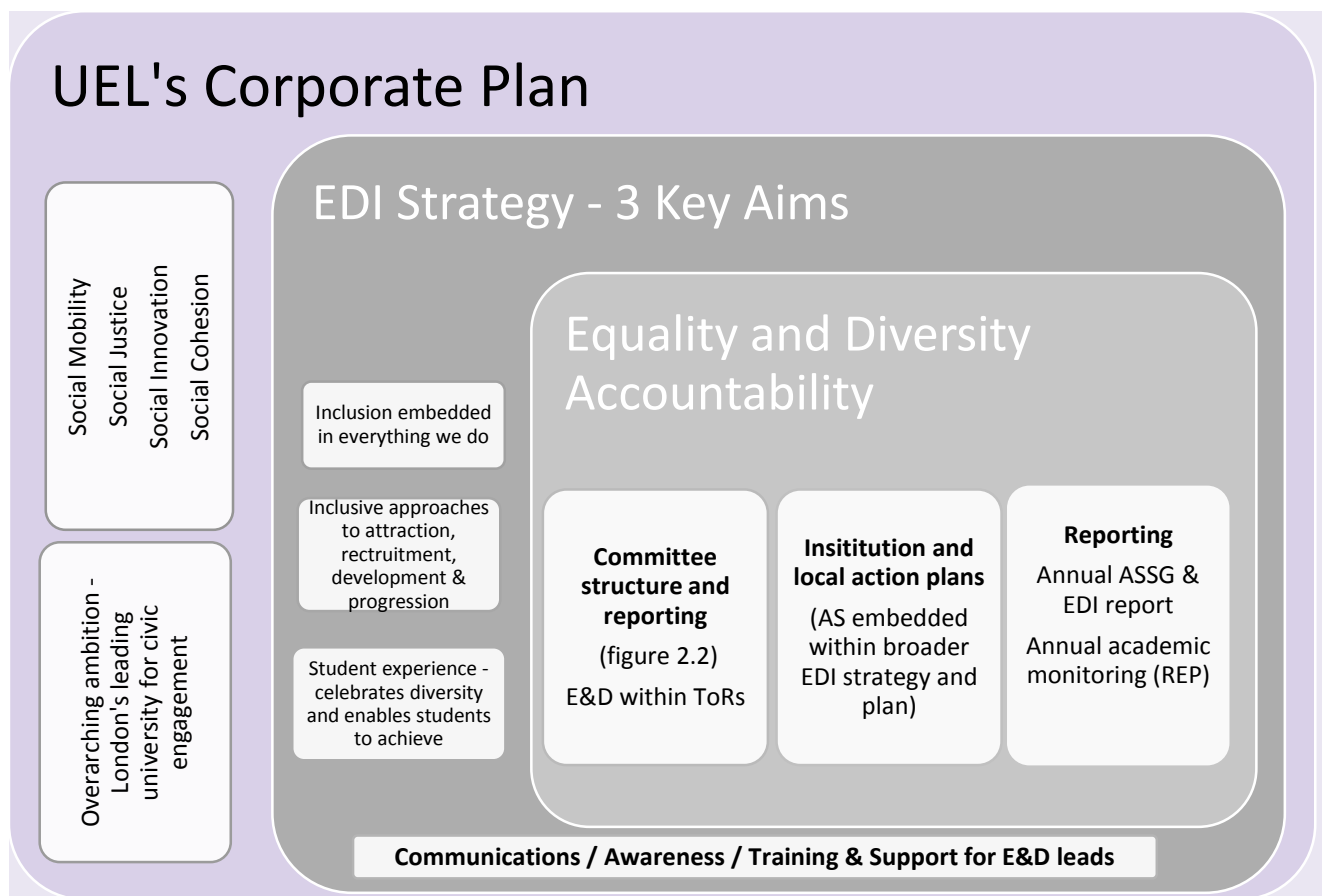 UEL's Corporate Plan
Social Mobility
Social Justice
Social Innovation
Social Cohesion
Overarching ambition -
London's leading
university for civic
engagement
EDI Strategy - 3 Key Aims
Inclusion embedded
in everything we do
Inclusive approaches
to attraction,
rectruitment,
development &
progression
Student experience -
celebrates diversity
and enables students
to achieve
Equality and Diversity
Accountability
Committee
structure and
reporting
(figure 2.2)
E&D within ToRs
Insititution and
local action plans
(AS embedded
within broader
EDI strategy and
plan)
Reporting
Annual ASSG &
EDI report
Annual academic
monitoring (REP)
Communications / Awareness / Training & Support for E&D leads